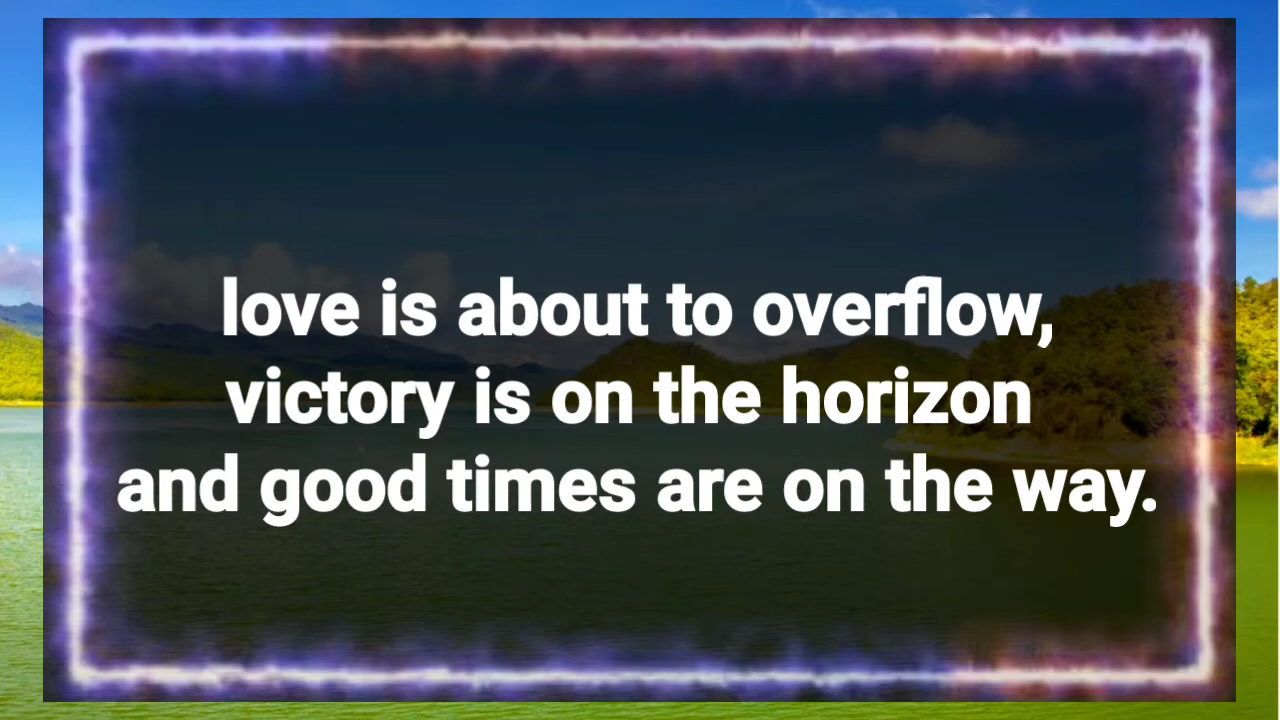 love is about to overflow,
victory is on the horizon
and good times are on the way.